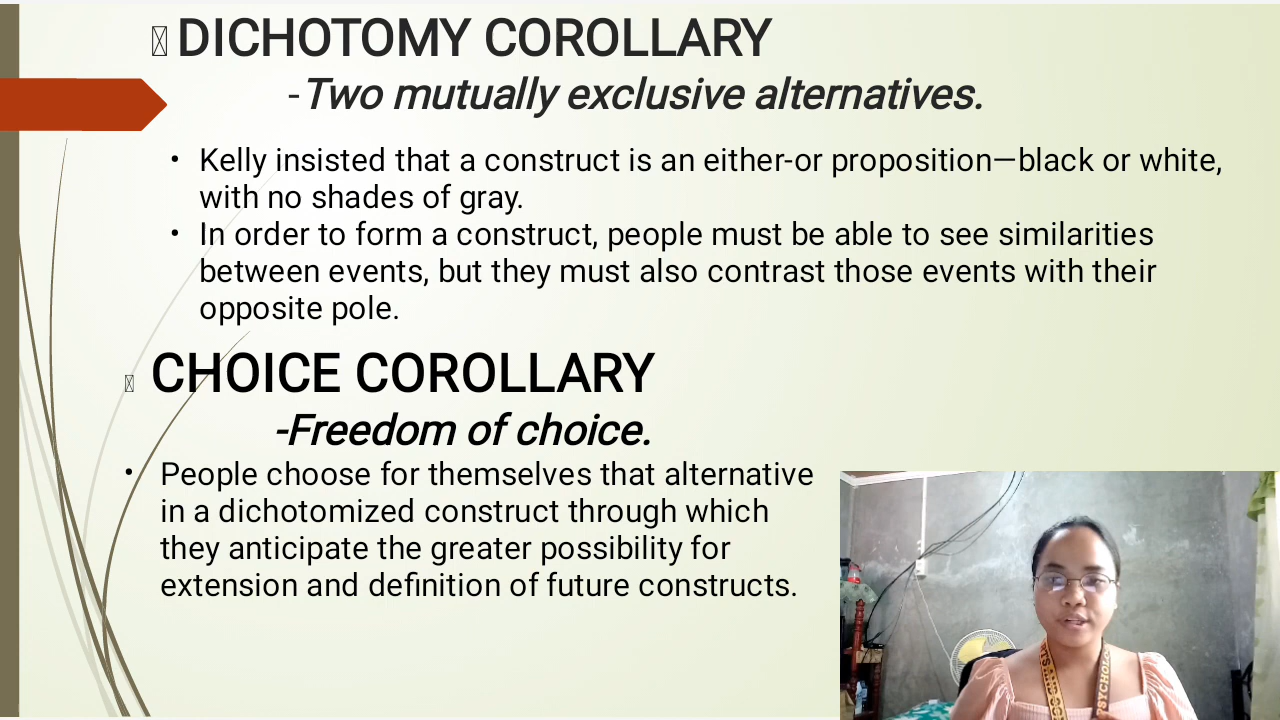 DICHOTOMY COROLLARY
-Two mutually exclusive alternatives.
• Kelly insisted that a construct is an either-or proposition—black or white,
with no shades of gray.
• In order to form a construct, people must be able to see similarities
between events, but they must also contrast those events with their
opposite pole.
CHOICE COROLLARY
-Freedom of choice.
• People choose for themselves that alternative
in a dichotomized construct through which
they anticipate the greater possibility for
extension and definition of future constructs.